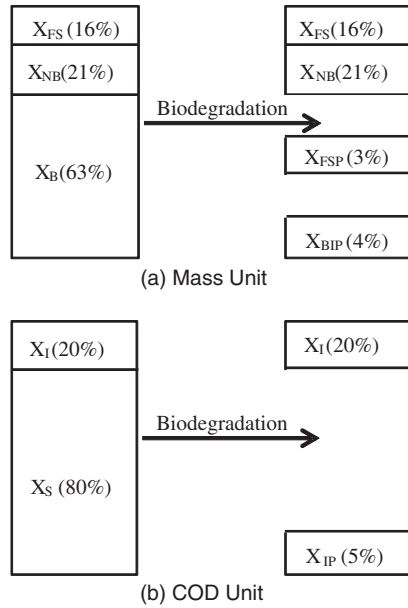 X_FS (16%)
X_FS (16%)
X_NB (21%)
X_NB (21%)
Biodegradation
X_B (63%)
X_FSP (3%)
X_BIP (4%)
(a) Mass Unit
X_I (20%)
X_I (20%)
Biodegradation
X_S (80%)
X_IP (5%)
(b) COD Unit